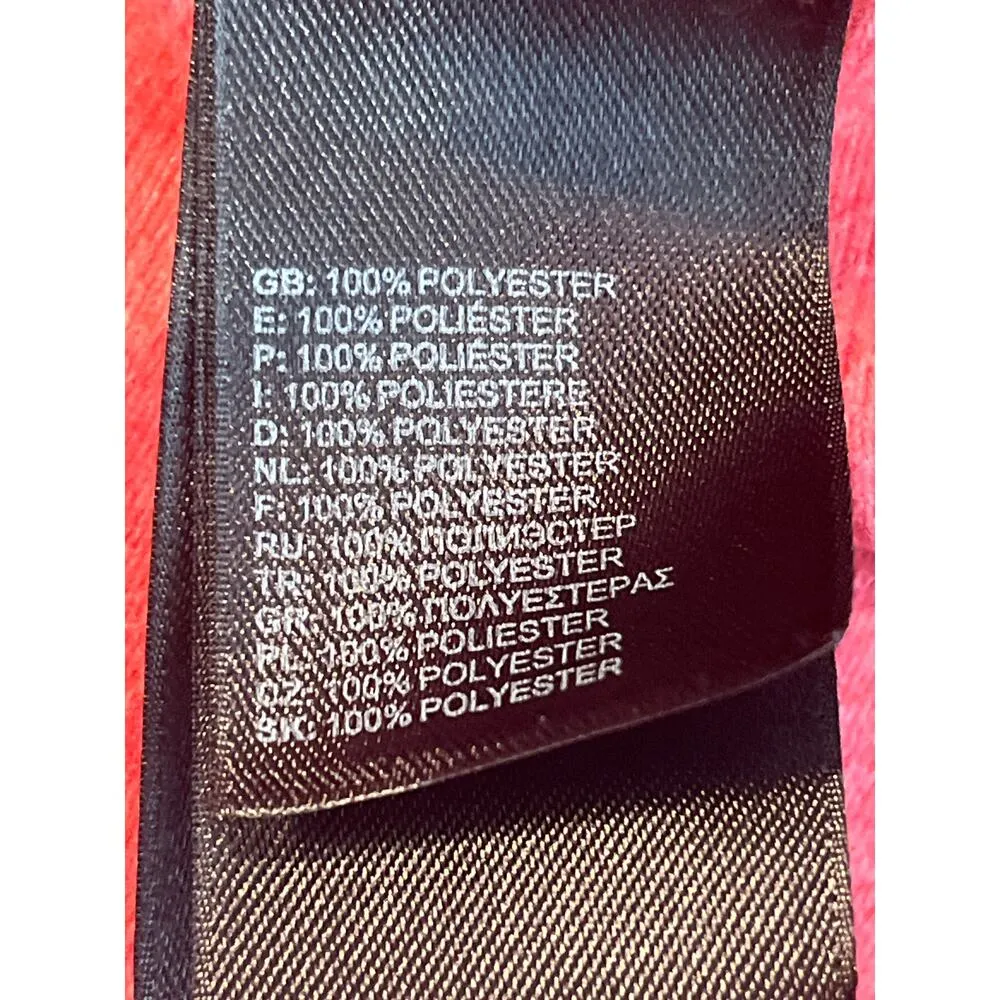 GB: 100% POLYESTER
E: 100% POLIÉSTER
P: 100% POLIÉSTER
I: 100% POLIESTERE
D: 100% POLYESTER
NL: 100% POLYESTER
F: 100% POLYESTER
RU: 100% ПОЛИЭСТЕР
TR: 100% POLYESTER
GR: 100% ΠΟΛΥΕΣΤΕΡΑΣ
PL: 100% POLIESTER
CZ: 100% POLYESTER
SK: 100% POLYESTER